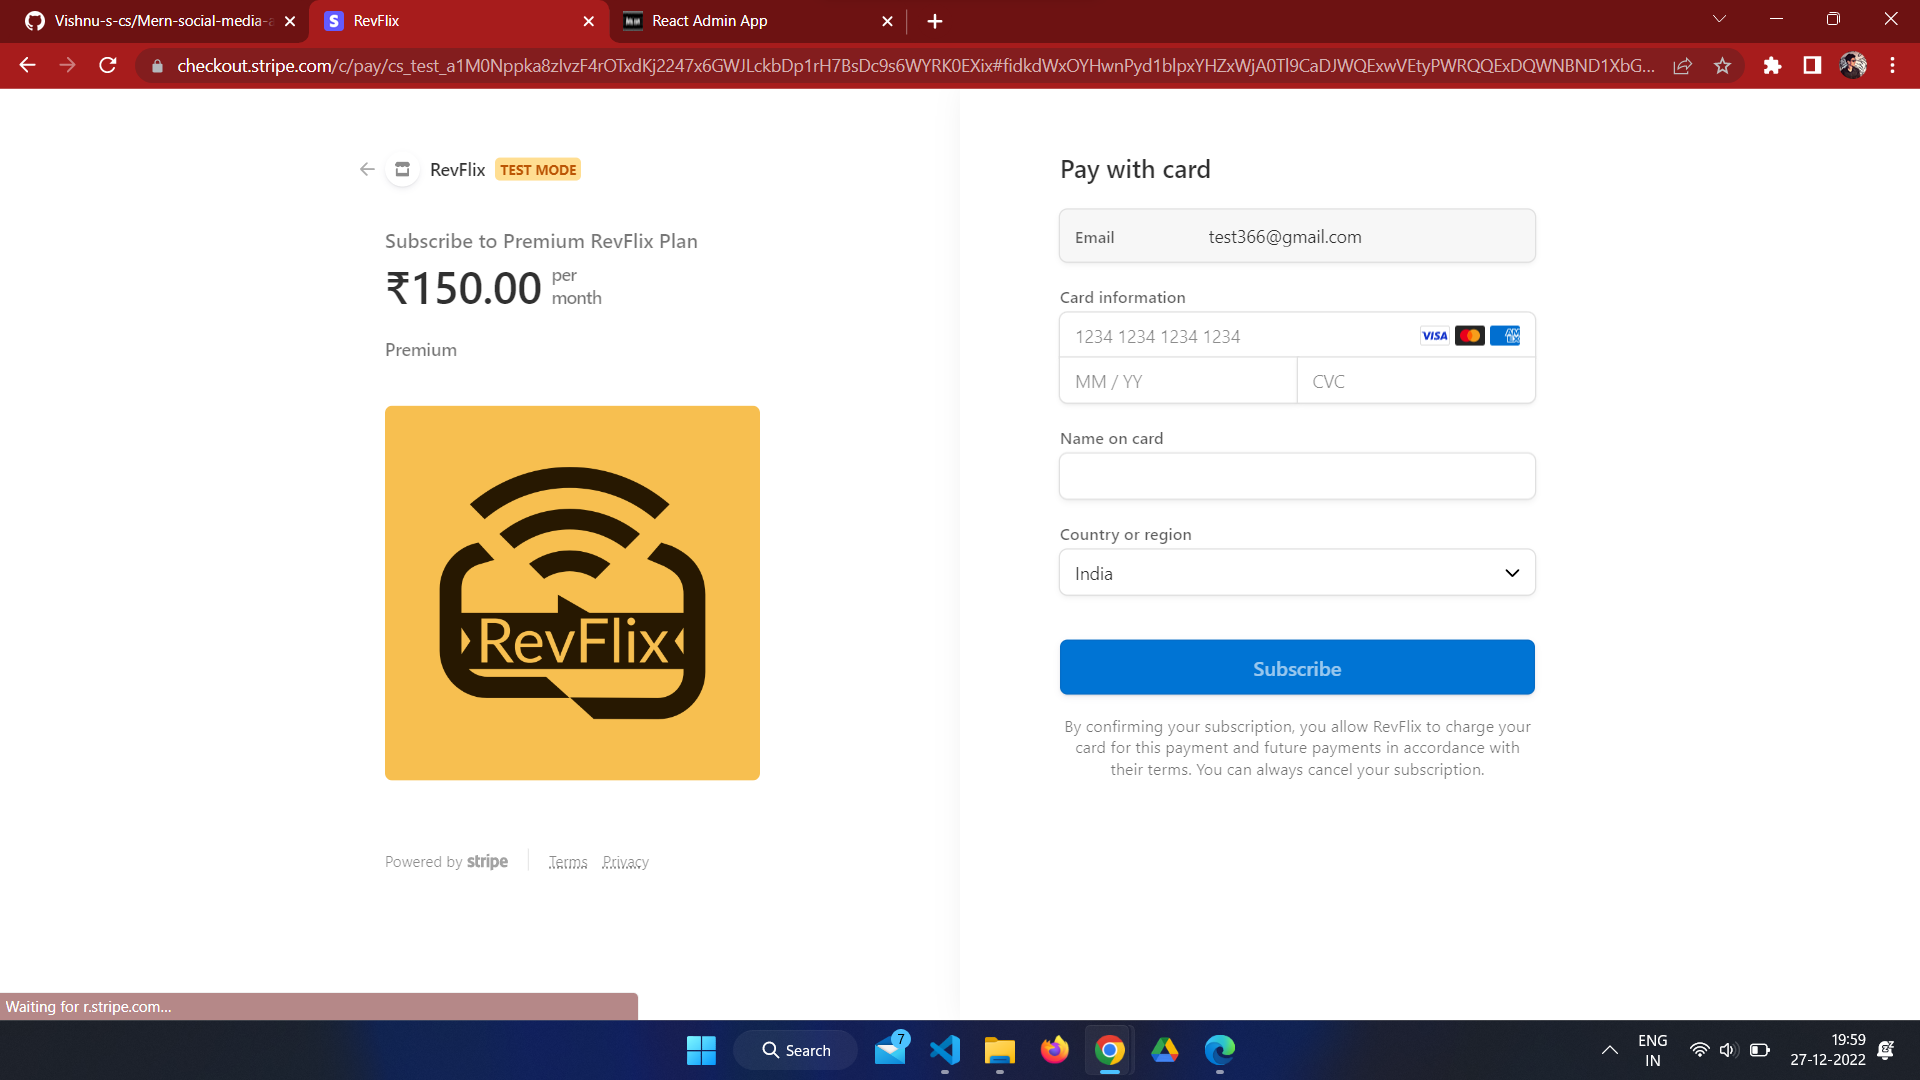 Vishnu-s-cs/Mern-social-media-a
RevFlix
React Admin App
checkout.stripe.com/c/pay/cs_test_a1M0Nppka8zIvzF4rOTxdKj2247x6GWJLckbDp1rH7BsDc9s6WYRK0EXix#fidkdWxOYHwnPyd1blpxYHZxWjA0Tl9CaDJWQExwVEtyPWRQQExDQWNBND1XbG...
RevFlix TEST MODE
Subscribe to Premium RevFlix Plan
₹150.00 per
month
Premium
RevFlix
Powered by stripe
Terms Privacy
Pay with card
Email test366@gmail.com
Card information
1234 1234 1234 1234 VISA AMEX
MM / YY CVC
Name on card
Country or region
India
Subscribe
By confirming your subscription, you allow RevFlix to charge your
card for this payment and future payments in accordance with
their terms. You can always cancel your subscription.
Waiting for r.stripe.com...
Search
7
ENG
IN
19:59
27-12-2022